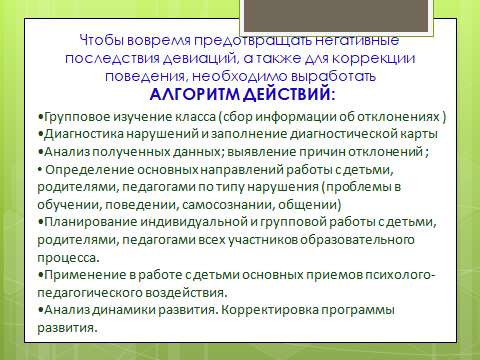 Чтобы вовремя предотвращать негативные
последствия девиаций, а также для коррекции
поведения, необходимо выработать
АЛГОРИТМ ДЕЙСТВИЙ:
•Групповое изучение класса (сбор информации об отклонениях )
•Диагностика нарушений и заполнение диагностической карты
•Анализ полученных данных; выявление причин отклонений ;
• Определение основных направлений работы с детьми,
родителями, педагогами по типу нарушения (проблемы в
обучении, поведении, самосознании, общении)
•Планирование индивидуальной и групповой работы с детьми,
родителями, педагогами всех участников образовательного
процесса.
•Применение в работе с детьми основных приемов психолого-
педагогического воздействия.
•Анализ динамики развития. Корректировка программы
развития.